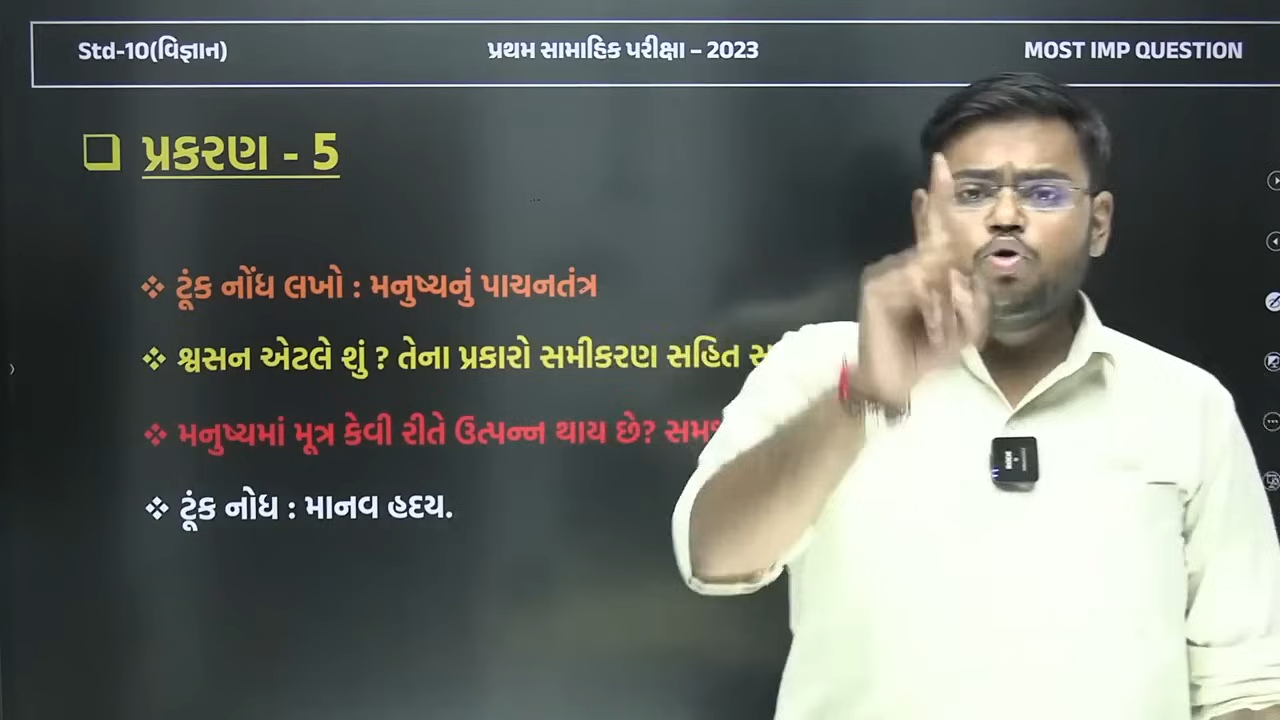 Std-10(વિજ્ઞાન)
પ્રથમ સામાહિક પરીક્ષા – 2023
MOST IMP QUESTION
પ્રકરણ - 5
ટૂંક નોંધ લખો : મનુષ્યનું પાચનતંત્ર
શ્વસન એટલે શું ? તેના પ્રકારો સમીકરણ સહિત
મનુષ્યમાં મૂત્ર કેવી રીતે ઉત્પન્ન થાય છે?
ટૂંક નોધ : માનવ હદય.